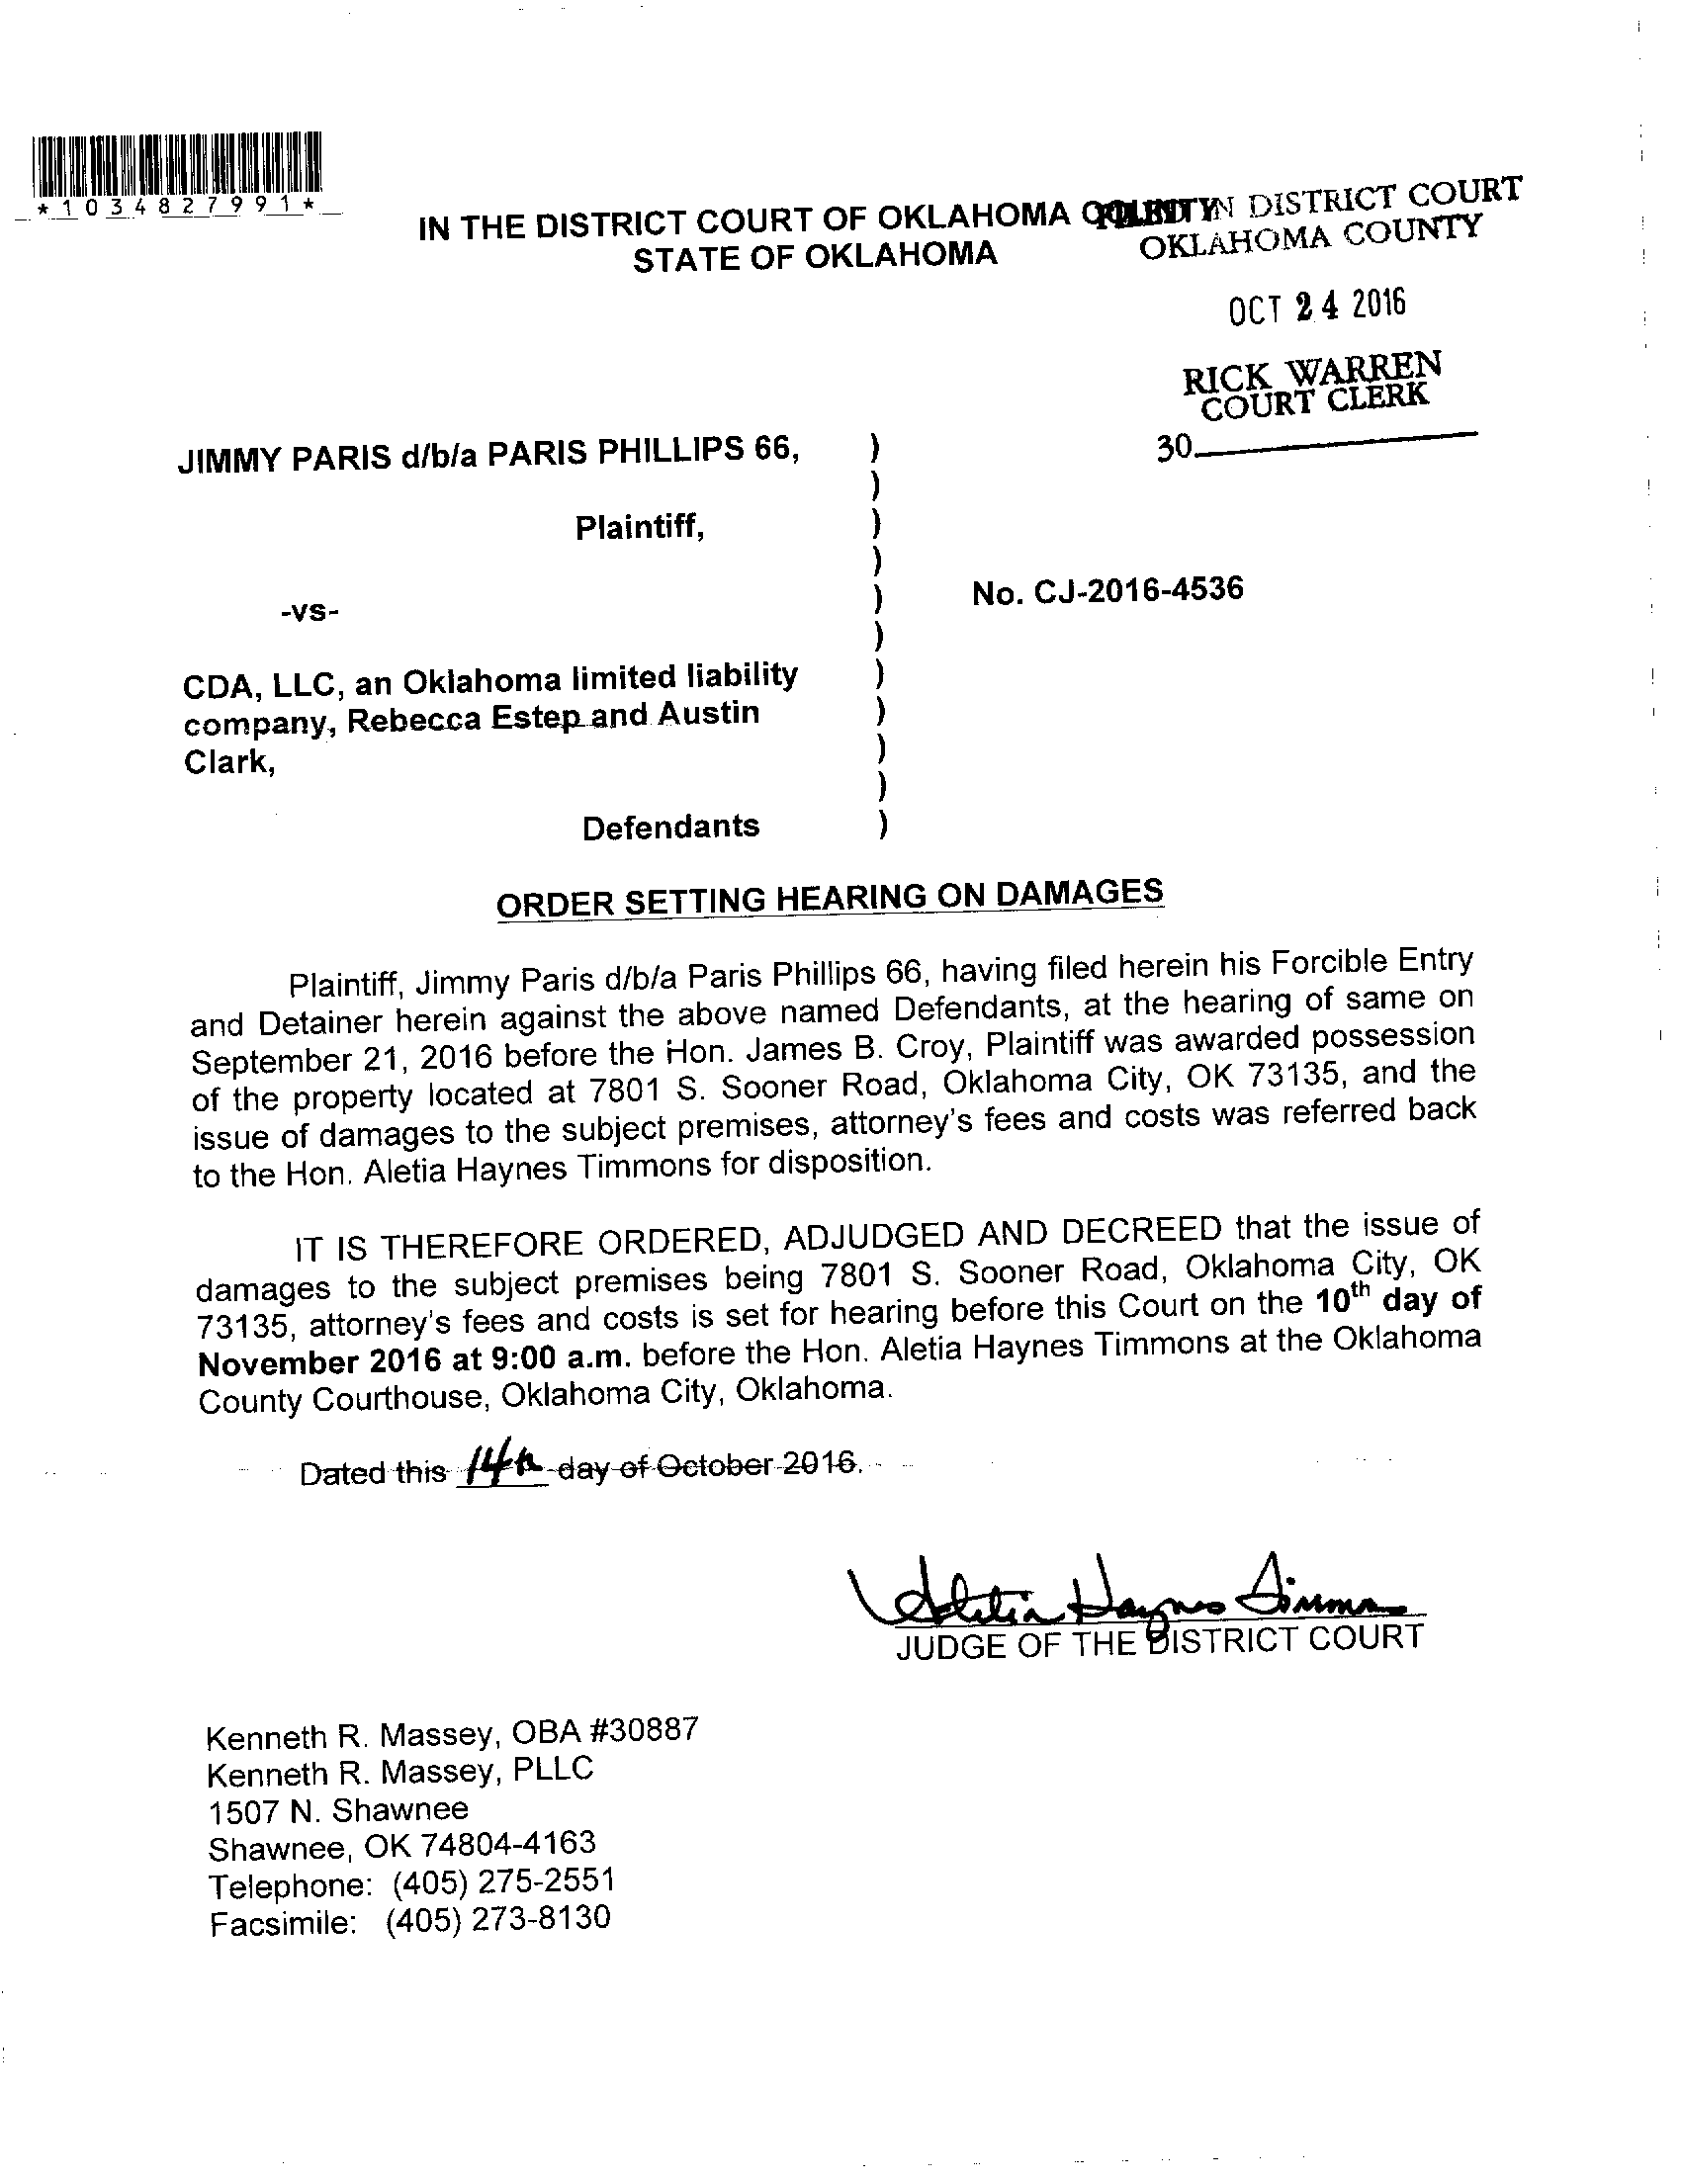 *1034827991*
IN THE DISTRICT COURT OF OKLAHOMA COUNTY
STATE OF OKLAHOMA
FILED IN DISTRICT COURT
OKLAHOMA COUNTY
OCT 24 2016
RICK WARREN
COURT CLERK
30
JIMMY PARIS d/b/a PARIS PHILLIPS 66, )
)
Plaintiff, )
)
-vs- ) No. CJ-2016-4536
)
CDA, LLC, an Oklahoma limited liability )
company, Rebecca Estep and Austin )
Clark, )
)
Defendants )
ORDER SETTING HEARING ON DAMAGES
Plaintiff, Jimmy Paris d/b/a Paris Phillips 66, having filed herein his Forcible Entry
and Detainer herein against the above named Defendants, at the hearing of same on
September 21, 2016 before the Hon. James B. Croy, Plaintiff was awarded possession
of the property located at 7801 S. Sooner Road, Oklahoma City, OK 73135, and the
issue of damages to the subject premises, attorney's fees and costs was referred back
to the Hon. Aletia Haynes Timmons for disposition.
IT IS THEREFORE ORDERED, ADJUDGED AND DECREED that the issue of
damages to the subject premises being 7801 S. Sooner Road, Oklahoma City, OK
73135, attorney's fees and costs is set for hearing before this Court on the 10th day of
November 2016 at 9:00 a.m. before the Hon. Aletia Haynes Timmons at the Oklahoma
County Courthouse, Oklahoma City, Oklahoma.
Dated this 14th day of October 2016.
Aletia Haynes Timmons
JUDGE OF THE DISTRICT COURT
Kenneth R. Massey, OBA #30887
Kenneth R. Massey, PLLC
1507 N. Shawnee
Shawnee, OK 74804-4163
Telephone: (405) 275-2551
Facsimile: (405) 273-8130